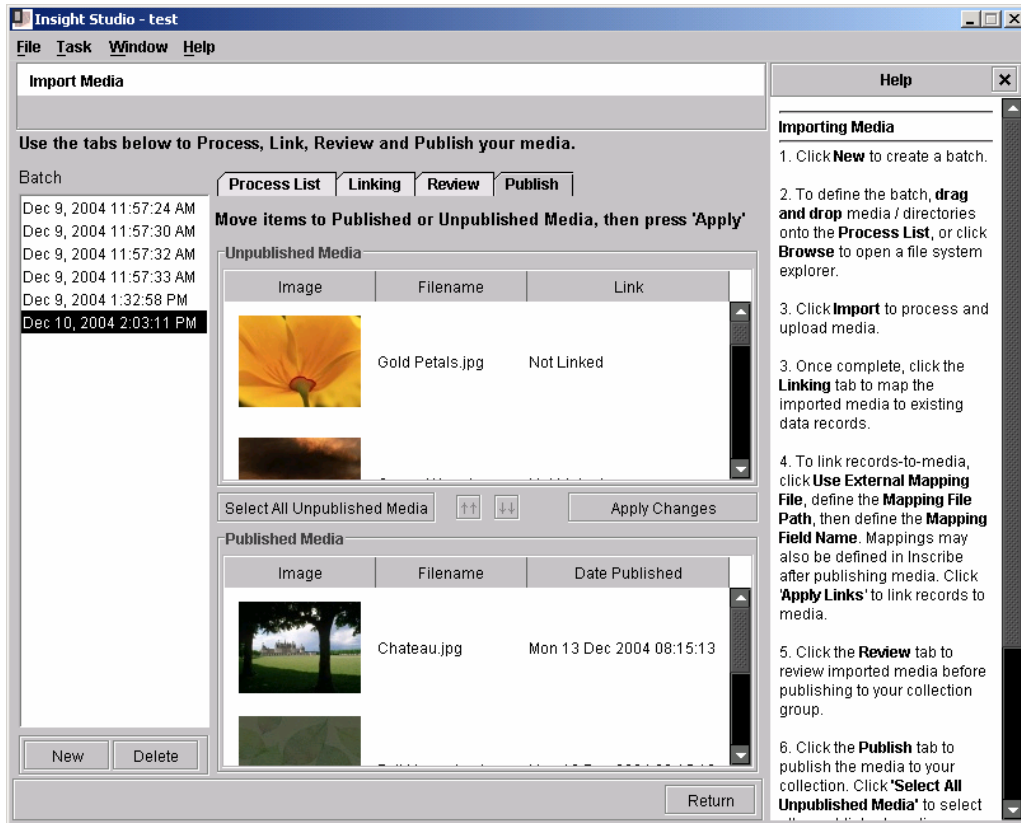 Insight Studio - test
File Task Window Help
Import Media
Use the tabs below to Process, Link, Review and Publish your media.
Batch
Dec 9, 2004 11:57:24 AM
Dec 9, 2004 11:57:30 AM
Dec 9, 2004 11:57:32 AM
Dec 9, 2004 11:57:33 AM
Dec 9, 2004 1:32:58 PM
Dec 10, 2004 2:03:11 PM
New Delete
Process List Linking Review Publish
Move items to Published or Unpublished Media, then press 'Apply'
Unpublished Media
Image Filename Link
Gold Petals.jpg Not Linked
Select All Unpublished Media Apply Changes
Published Media
Image Filename Date Published
Chateau.jpg Mon 13 Dec 2004 08:15:13
Return
Help
Importing Media
1. Click New to create a batch.
2. To define the batch, drag
and drop media / directories
onto the Process List, or click
Browse to open a file system
explorer.
3. Click Import to process and
upload media.
3. Once complete, click the
Linking tab to map the
imported media to existing
data records.
4. To link records-to-media,
click Use External Mapping
File, define the Mapping File
Path, then define the Mapping
Field Name. Mappings may
also be defined in Inscribe
after publishing media. Click
'Apply Links' to link records to
media.
5. Click the Review tab to
review imported media before
publishing to your collection
group.
6. Click the Publish tab to
publish the media to your
collection. Click 'Select All
Unpublished Media' to select